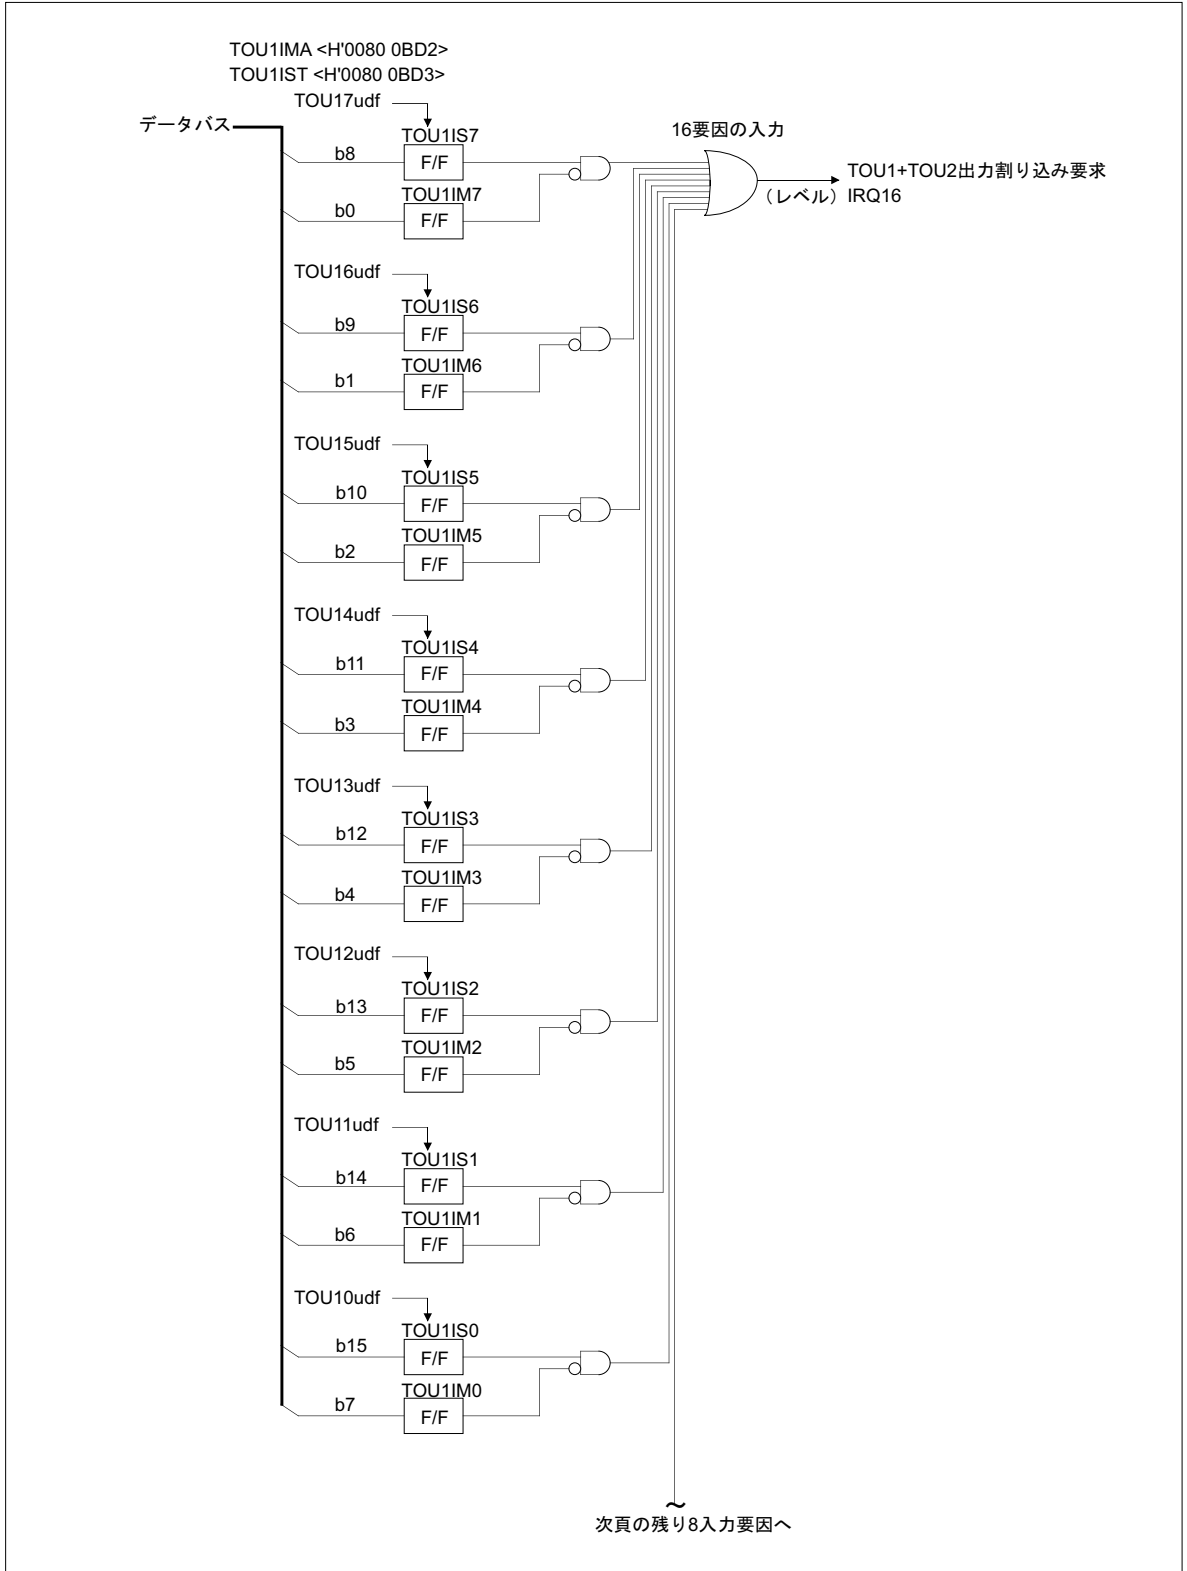 TOU1IMA <H'0080 0BD2>
TOU1IST <H'0080 0BD3>
TOU17udf
データバス
TOU1IS7
16要因の入力
b8
F/F
TOU1+TOU2出力割り込み要求
(レベル) IRQ16
TOU1IM7
b0
F/F
TOU16udf
TOU1IS6
b9
F/F
TOU1IM6
b1
F/F
TOU15udf
TOU1IS5
b10
F/F
TOU1IM5
b2
F/F
TOU14udf
TOU1IS4
b11
F/F
TOU1IM4
b3
F/F
TOU13udf
TOU1IS3
b12
F/F
TOU1IM3
b4
F/F
TOU12udf
TOU1IS2
b13
F/F
TOU1IM2
b5
F/F
TOU11udf
TOU1IS1
b14
F/F
TOU1IM1
b6
F/F
TOU10udf
TOU1IS0
b15
F/F
TOU1IM0
b7
F/F
次頁の残り8入力要因へ